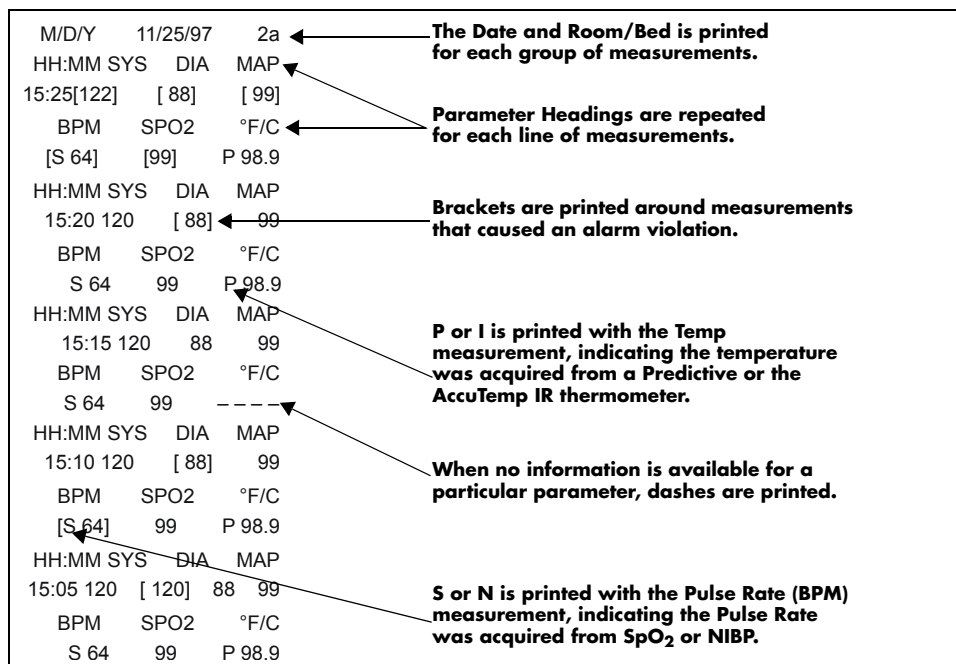 M/D/Y 11/25/97 2a
The Date and Room/Bed is printed
for each group of measurements.
HH:MM SYS DIA MAP
15:25[122] [ 88] [ 99]
Parameter Headings are repeated
for each line of measurements.
BPM SPO2 °F/C
[S 64] [99] P 98.9
HH:MM SYS DIA MAP
15:20 120 [ 88] 99
Brackets are printed around measurements
that caused an alarm violation.
BPM SPO2 °F/C
S 64 99 P 98.9
HH:MM SYS DIA MAP
15:15 120 88 99
P or I is printed with the Temp
measurement, indicating the temperature
was acquired from a Predictive or the
AccuTemp IR thermometer.
BPM SPO2 °F/C
S 64 99 – – – –
HH:MM SYS DIA MAP
15:10 120 [ 88] 99
When no information is available for a
particular parameter, dashes are printed.
BPM SPO2 °F/C
[S 64] 99 P 98.9
HH:MM SYS DIA MAP
15:05 120 [ 120] 88 99
S or N is printed with the Pulse Rate (BPM)
measurement, indicating the Pulse Rate
was acquired from SpO2 or NIBP.
BPM SPO2 °F/C
S 64 99 P 98.9